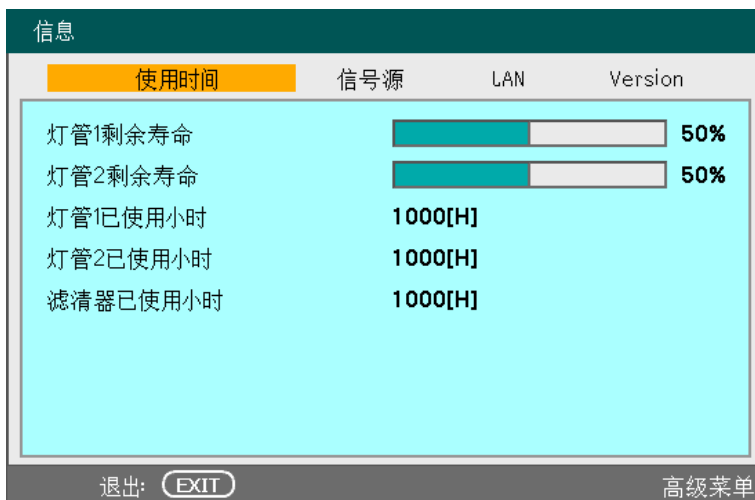 信息
使用时间 信号源 LAN Version
灯管1剩余寿命 50%
灯管2剩余寿命 50%
灯管1已使用小时 1000[H]
灯管2已使用小时 1000[H]
滤清器已使用小时 1000[H]
退出: EXIT 高级菜单